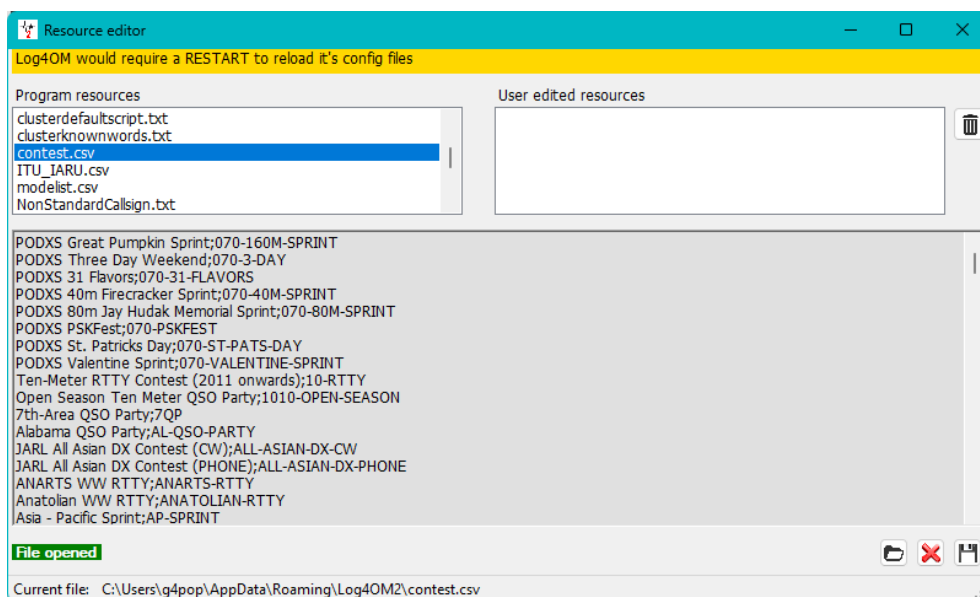 Resource editor
Log4OM would require a RESTART to reload it's config files
Program resources
User edited resources
clusterdefaultscript.txt
clusterknownwords.txt
contest.csv
ITU_IARU.csv
modelist.csv
NonStandardCallsign.txt
PODXS Great Pumpkin Sprint;070-160M-SPRINT
PODXS Three Day Weekend;070-3-DAY
PODXS 31 Flavors;070-31-FLAVORS
PODXS 40m Firecracker Sprint;070-40M-SPRINT
PODXS 80m Jay Hudak Memorial Sprint;070-80M-SPRINT
PODXS PSKFest;070-PSKFEST
PODXS St. Patricks Day;070-ST-PATS-DAY
PODXS Valentine Sprint;070-VALENTINE-SPRINT
Ten-Meter RTTY Contest (2011 onwards);10-RTTY
Open Season Ten Meter QSO Party;1010-OPEN-SEASON
7th-Area QSO Party;7QP
Alabama QSO Party;AL-QSO-PARTY
JARL All Asian DX Contest (CW);ALL-ASIAN-DX-CW
JARL All Asian DX Contest (PHONE);ALL-ASIAN-DX-PHONE
ANARTS WW RTTY;ANARTS-RTTY
Anatolian WW RTTY;ANATOLIAN-RTTY
Asia - Pacific Sprint;AP-SPRINT
File opened
Current file: C:\Users\g4pop\AppData\Roaming\Log4OM2\contest.csv